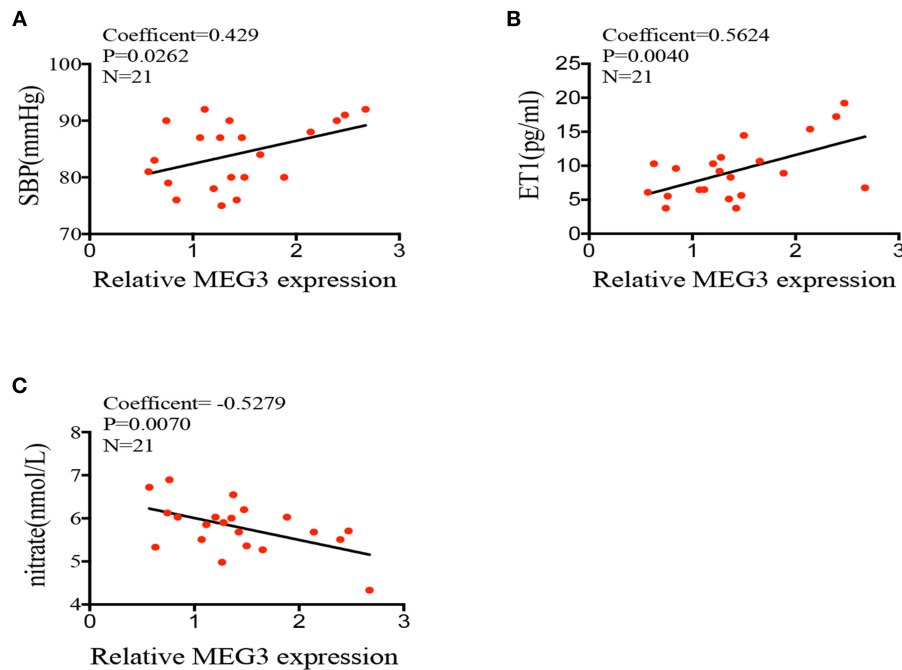 A
Coefficent=0.429
P=0.0262
N=21
100
90
80
70
SBP(mmHg)
0 1 2 3
Relative MEG3 expression
B
Coefficent=0.5624
P=0.0040
N=21
25
20
15
10
5
0
ET1(pg/ml)
0 1 2 3
Relative MEG3 expression
C
Coefficent= -0.5279
P=0.0070
N=21
8
7
6
5
4
nitrate(nmol/L)
0 1 2 3
Relative MEG3 expression